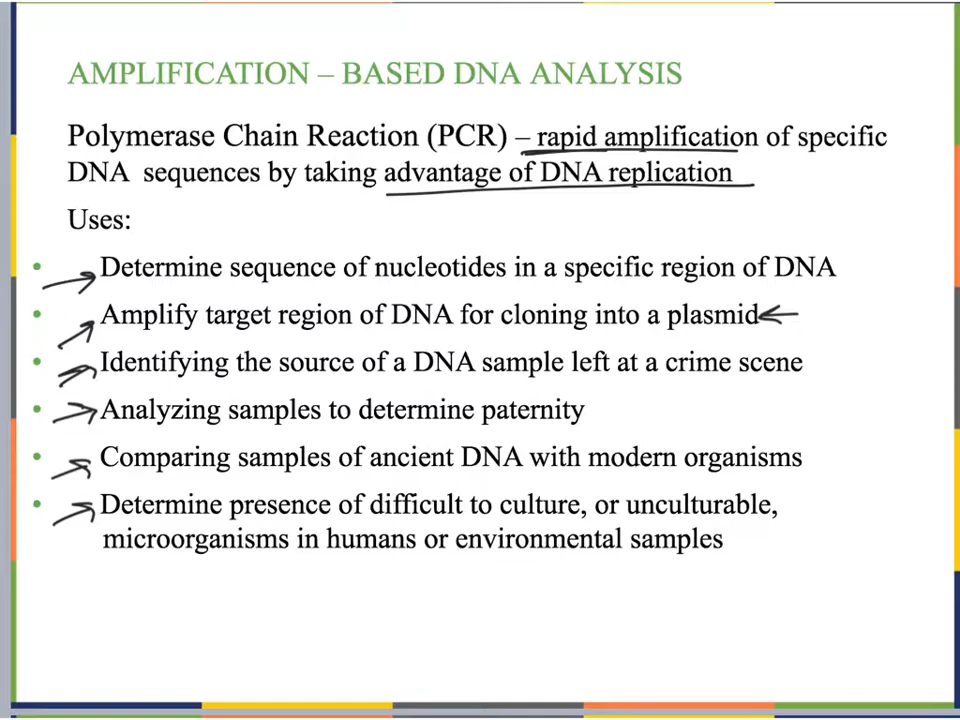 AMPLIFICATION – BASED DNA ANALYSIS
Polymerase Chain Reaction (PCR) – rapid amplification of specific
DNA sequences by taking advantage of DNA replication
Uses:
• Determine sequence of nucleotides in a specific region of DNA
• Amplify target region of DNA for cloning into a plasmid
• Identifying the source of a DNA sample left at a crime scene
• Analyzing samples to determine paternity
• Comparing samples of ancient DNA with modern organisms
• Determine presence of difficult to culture, or unculturable,
microorganisms in humans or environmental samples